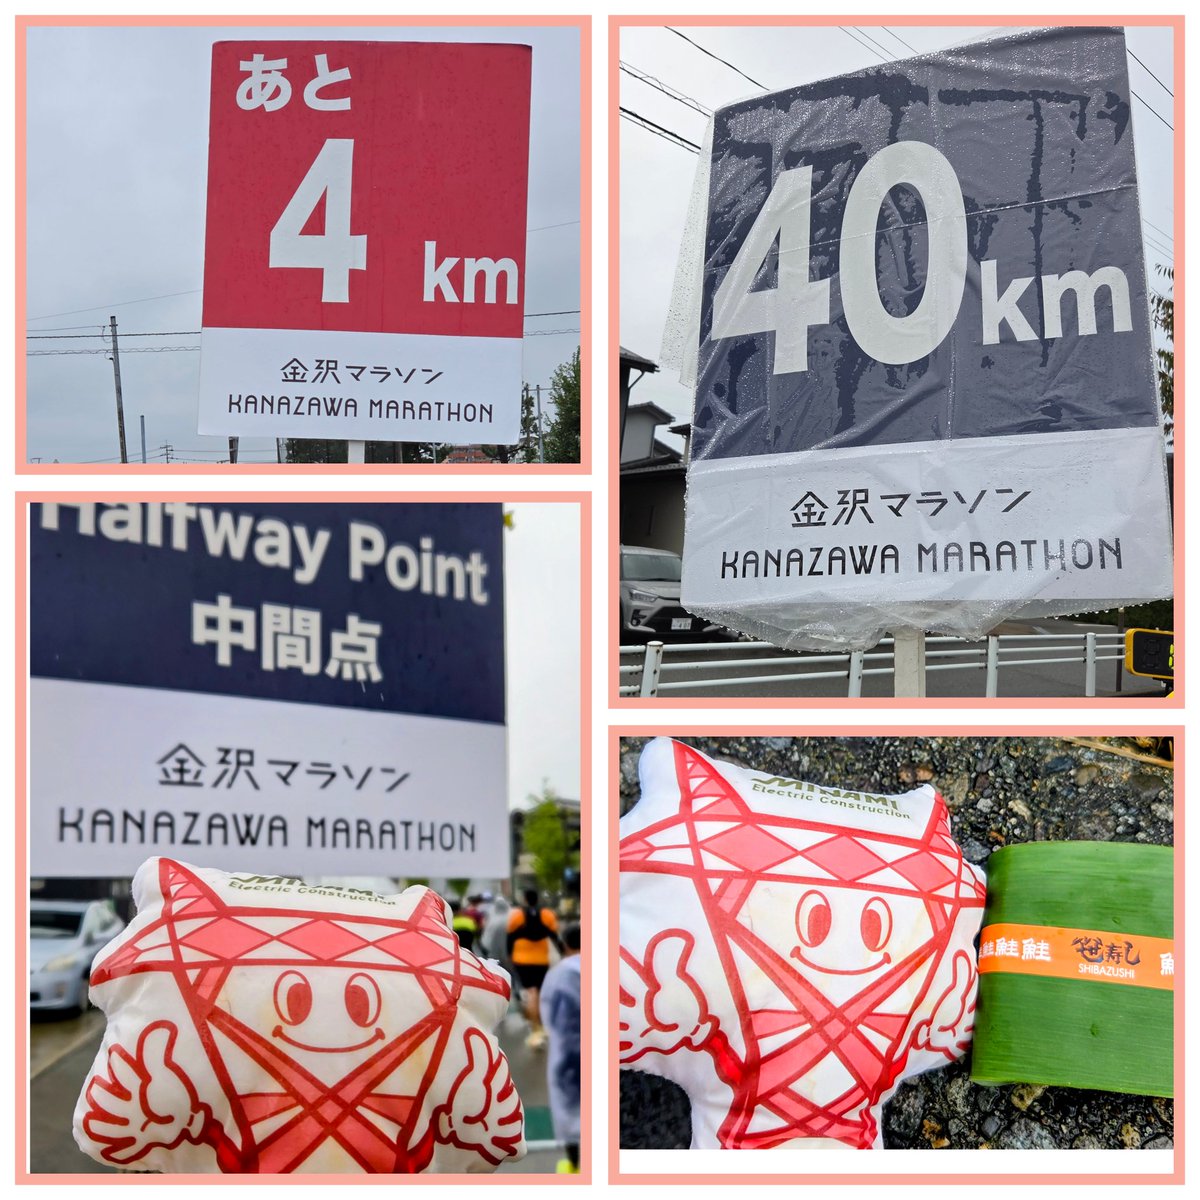 あと
4
km
金沢マラソン
KANAZAWA MARATHON
40km
金沢マラソン
KANAZAWA MARATHON
Halfway Point
中間点
金沢マラソン
KANAZAWA MARATHON
MINAMI
Electric Construction
MINAMI
Electric Construction
鮭鮭鮭 笹寿し
SHIBAZUSHI